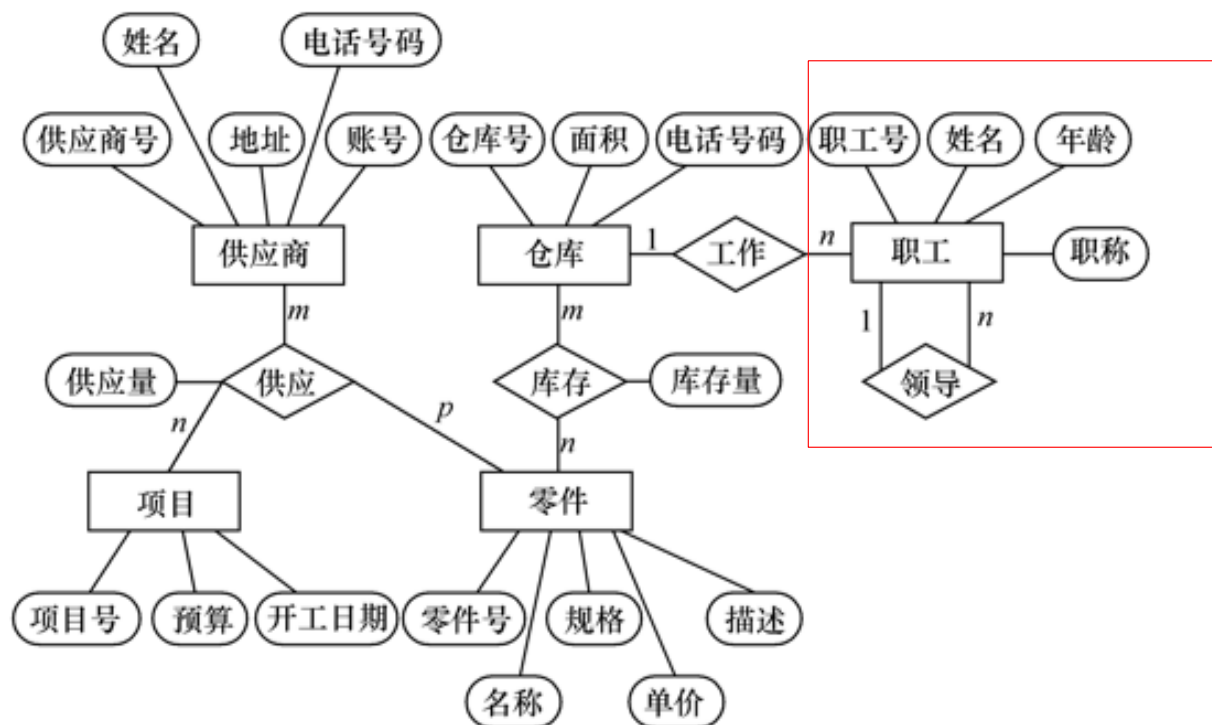 姓名
电话号码
供应商号
地址
账号
仓库号
面积
电话号码
职工号
姓名
年龄
供应商
仓库
1
工作
n
职工
职称
m
m
1
n
供应量
供应
库存
库存量
领导
n
p
n
项目
零件
项目号
预算
开工日期
零件号
规格
描述
名称
单价